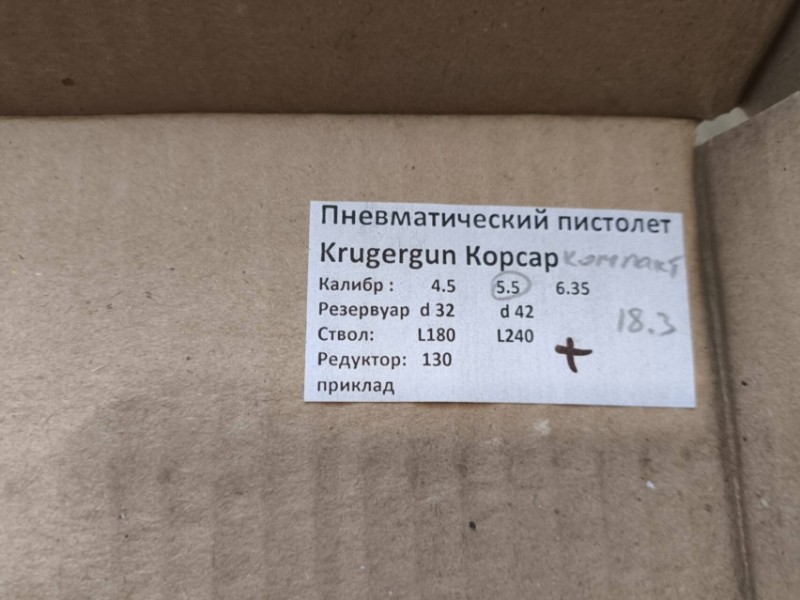 Пневматический пистолет
Krugergun Корсар компакт
Калибр : 4.5 5.5 6.35
Резервуар d 32 d 42
18.3
Ствол: L180 L240
+
Редуктор: 130
приклад